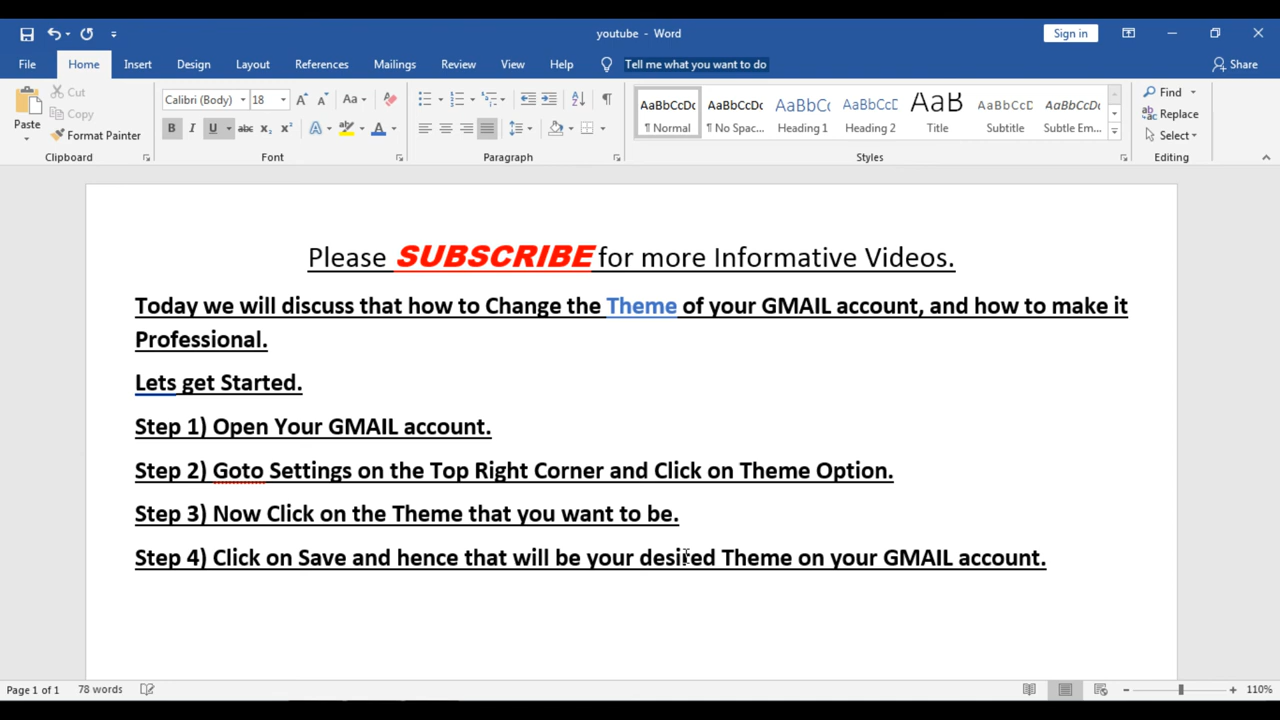 youtube - Word
Sign in
File Home Insert Design Layout References Mailings Review View Help Tell me what you want to do Share
Paste Cut
Copy
Format Painter
Clipboard
Calibri (Body) 18
Font
Paragraph
AaBbCcDc AaBbCcDc AaBbCc AaBbCcD AaB AaBbCcD AaBbCcDc
¶ Normal ¶ No Spac... Heading 1 Heading 2 Title Subtitle Subtle Em...
Styles
Find
Replace
Select
Editing
Please SUBSCRIBE for more Informative Videos.
Today we will discuss that how to Change the Theme of your GMAIL account, and how to make it
Professional.
Lets get Started.
Step 1) Open Your GMAIL account.
Step 2) Goto Settings on the Top Right Corner and Click on Theme Option.
Step 3) Now Click on the Theme that you want to be.
Step 4) Click on Save and hence that will be your desired Theme on your GMAIL account.
Page 1 of 1 78 words 110%